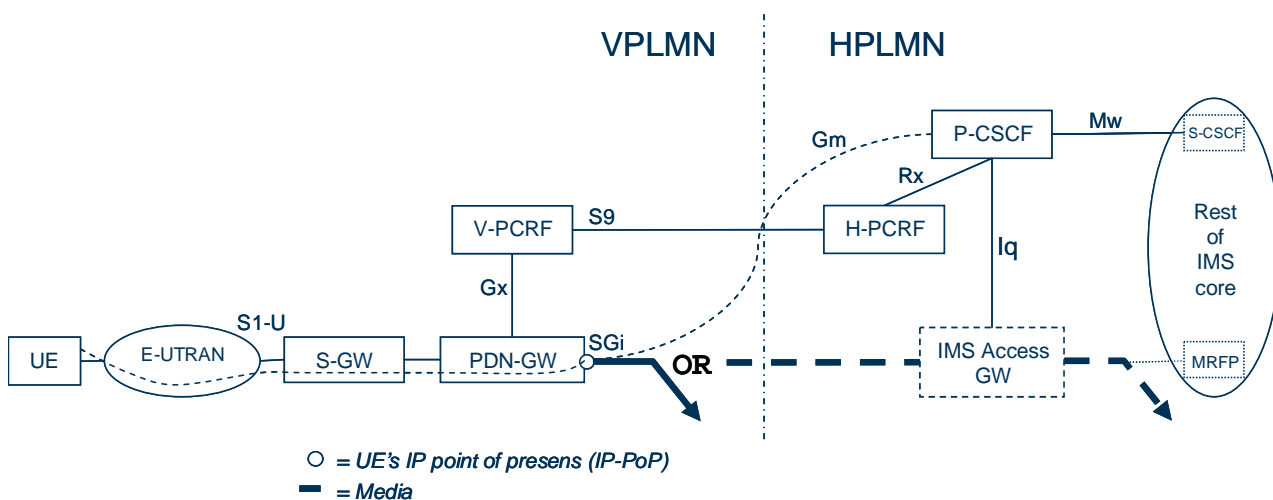 VPLMN
HPLMN
P-CSCF
Mw
S-CSCF
Gm
Rx
V-PCRF
S9
H-PCRF
Iq
Rest
of
IMS
core
Gx
S1-U
SGi
UE
E-UTRAN
S-GW
PDN-GW
OR
IMS Access
GW
MRFP
= UE's IP point of presens (IP-PoP)
= Media